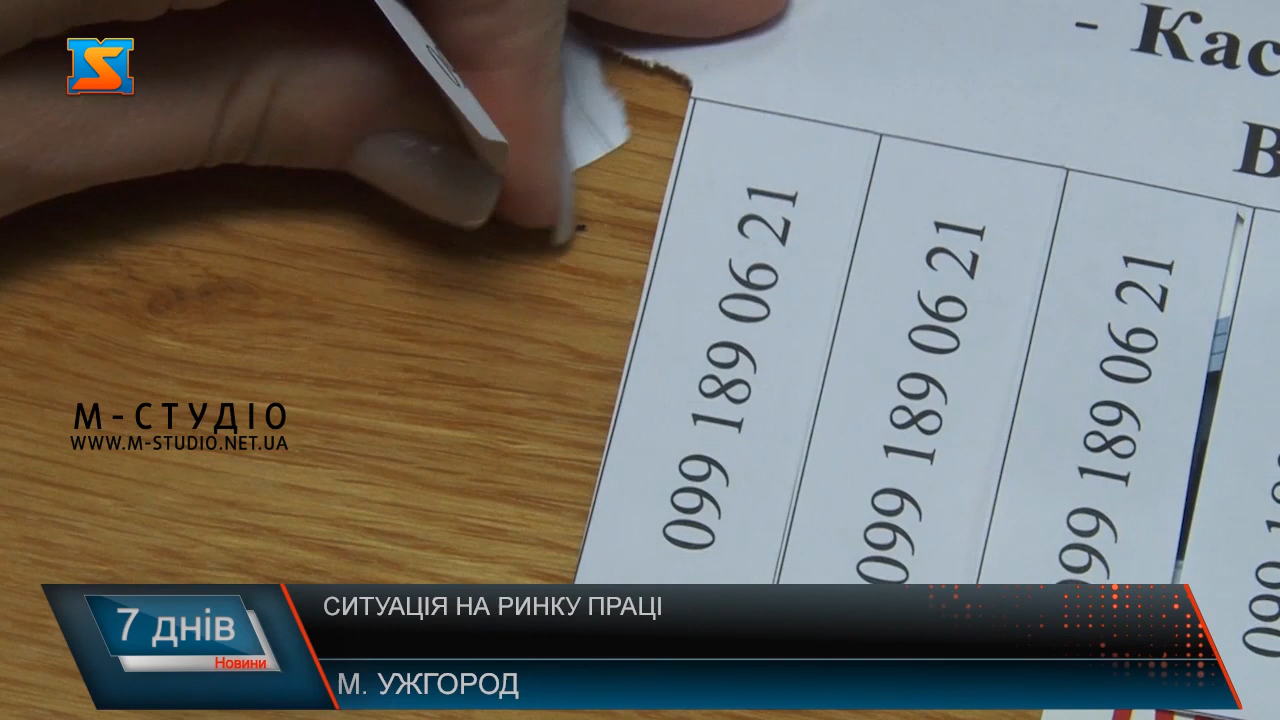 - Кас
В
099 189 06 21
099 189 06 21
099 189 06 21
М-СТУДІО
WWW.M-STUDIO.NET.UA
7 днів
Новини
СИТУАЦІЯ НА РИНКУ ПРАЦІ
М. УЖГОРОД